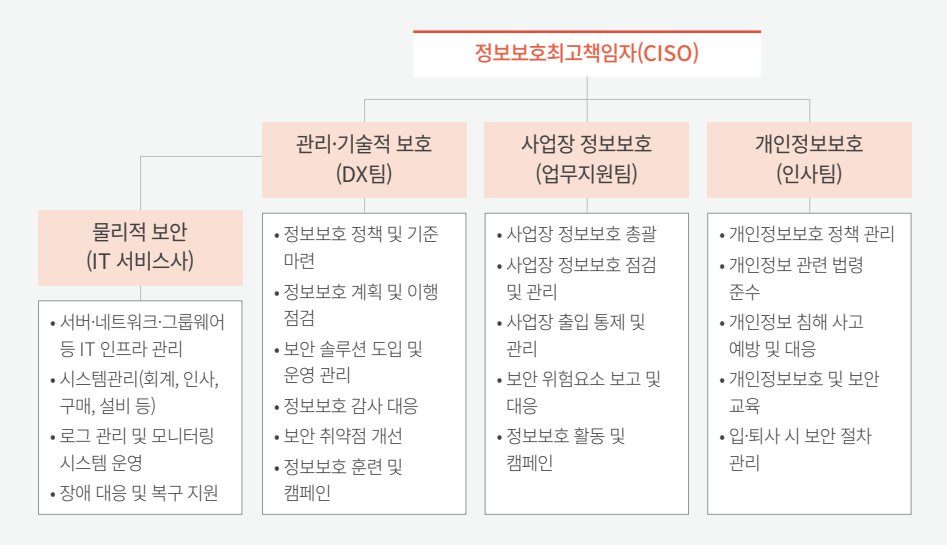 정보보호최고책임자(CISO)
관리·기술적 보호
(DX팀)
사업장 정보보호
(업무지원팀)
개인정보보호
(인사팀)
물리적 보안
(IT 서비스사)
• 서버·네트워크·그룹웨어
등 IT 인프라 관리
• 시스템관리(회계, 인사,
구매, 설비 등)
• 로그 관리 및 모니터링
시스템 운영
• 장애 대응 및 복구 지원
• 정보보호 정책 및 기준
마련
• 정보보호 계획 및 이행
점검
• 보안 솔루션 도입 및
운영 관리
• 정보보호 감사 대응
• 보안 취약점 개선
• 정보보호 훈련 및
캠페인
• 사업장 정보보호 총괄
• 사업장 정보보호 점검
및 관리
• 사업장 출입 통제 및
관리
• 보안 위험요소 보고 및
대응
• 정보보호 활동 및
캠페인
• 개인정보보호 정책 관리
• 개인정보 관련 법령
준수
• 개인정보 침해 사고
예방 및 대응
• 개인정보보호 및 보안
교육
• 입·퇴사 시 보안 절차
관리